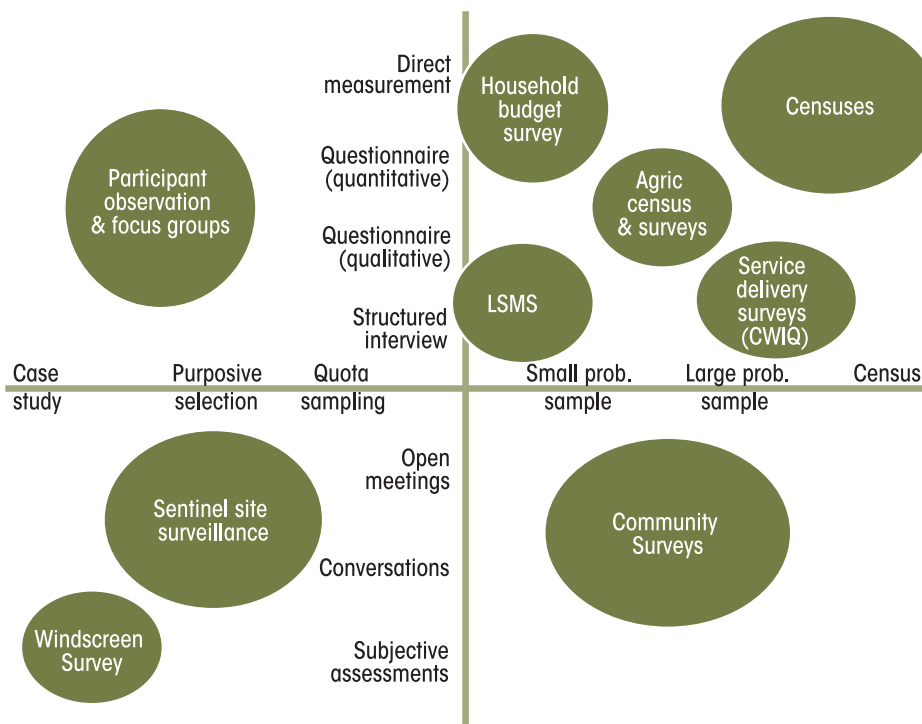 Direct
measurement
Household
budget
survey
Censuses
Participant
observation
& focus groups
Questionnaire
(quantitative)
Agric
census
& surveys
Questionnaire
(qualitative)
LSMS
Service
delivery
surveys
(CWIQ)
Structured
interview
Case
study
Purposive
selection
Quota
sampling
Small prob.
sample
Large prob.
sample
Census
Open
meetings
Sentinel site
surveillance
Community
Surveys
Conversations
Windscreen
Survey
Subjective
assessments